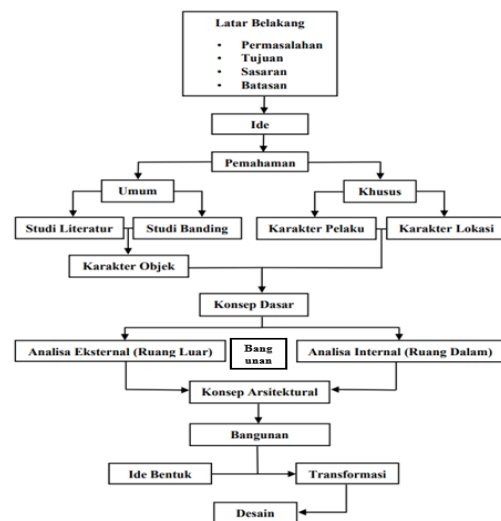 Latar Belakang
• Permasalahan
• Tujuan
• Sasaran
• Batasan
Ide
Pemahaman
Umum
Khusus
Studi Literatur
Studi Banding
Karakter Pelaku
Karakter Lokasi
Karakter Objek
Konsep Dasar
Analisa Eksternal (Ruang Luar)
Bang
unan
Analisa Internal (Ruang Dalam)
Konsep Arsitektural
Bangunan
Ide Bentuk
Transformasi
Desain